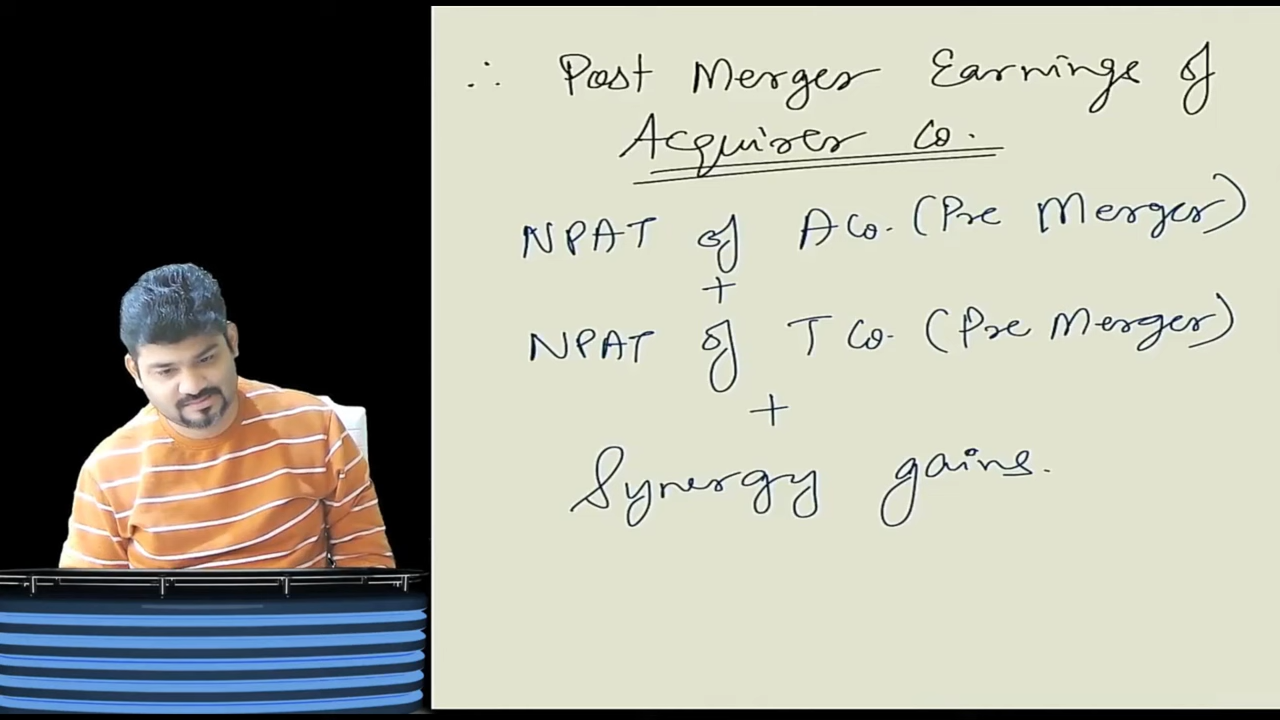 ∴ Post Merger Earnings of
Acquirer Co.
NPAT of A Co. (Pre Merger)
+
NPAT of T Co. (Pre Merger)
+
Synergy gains.